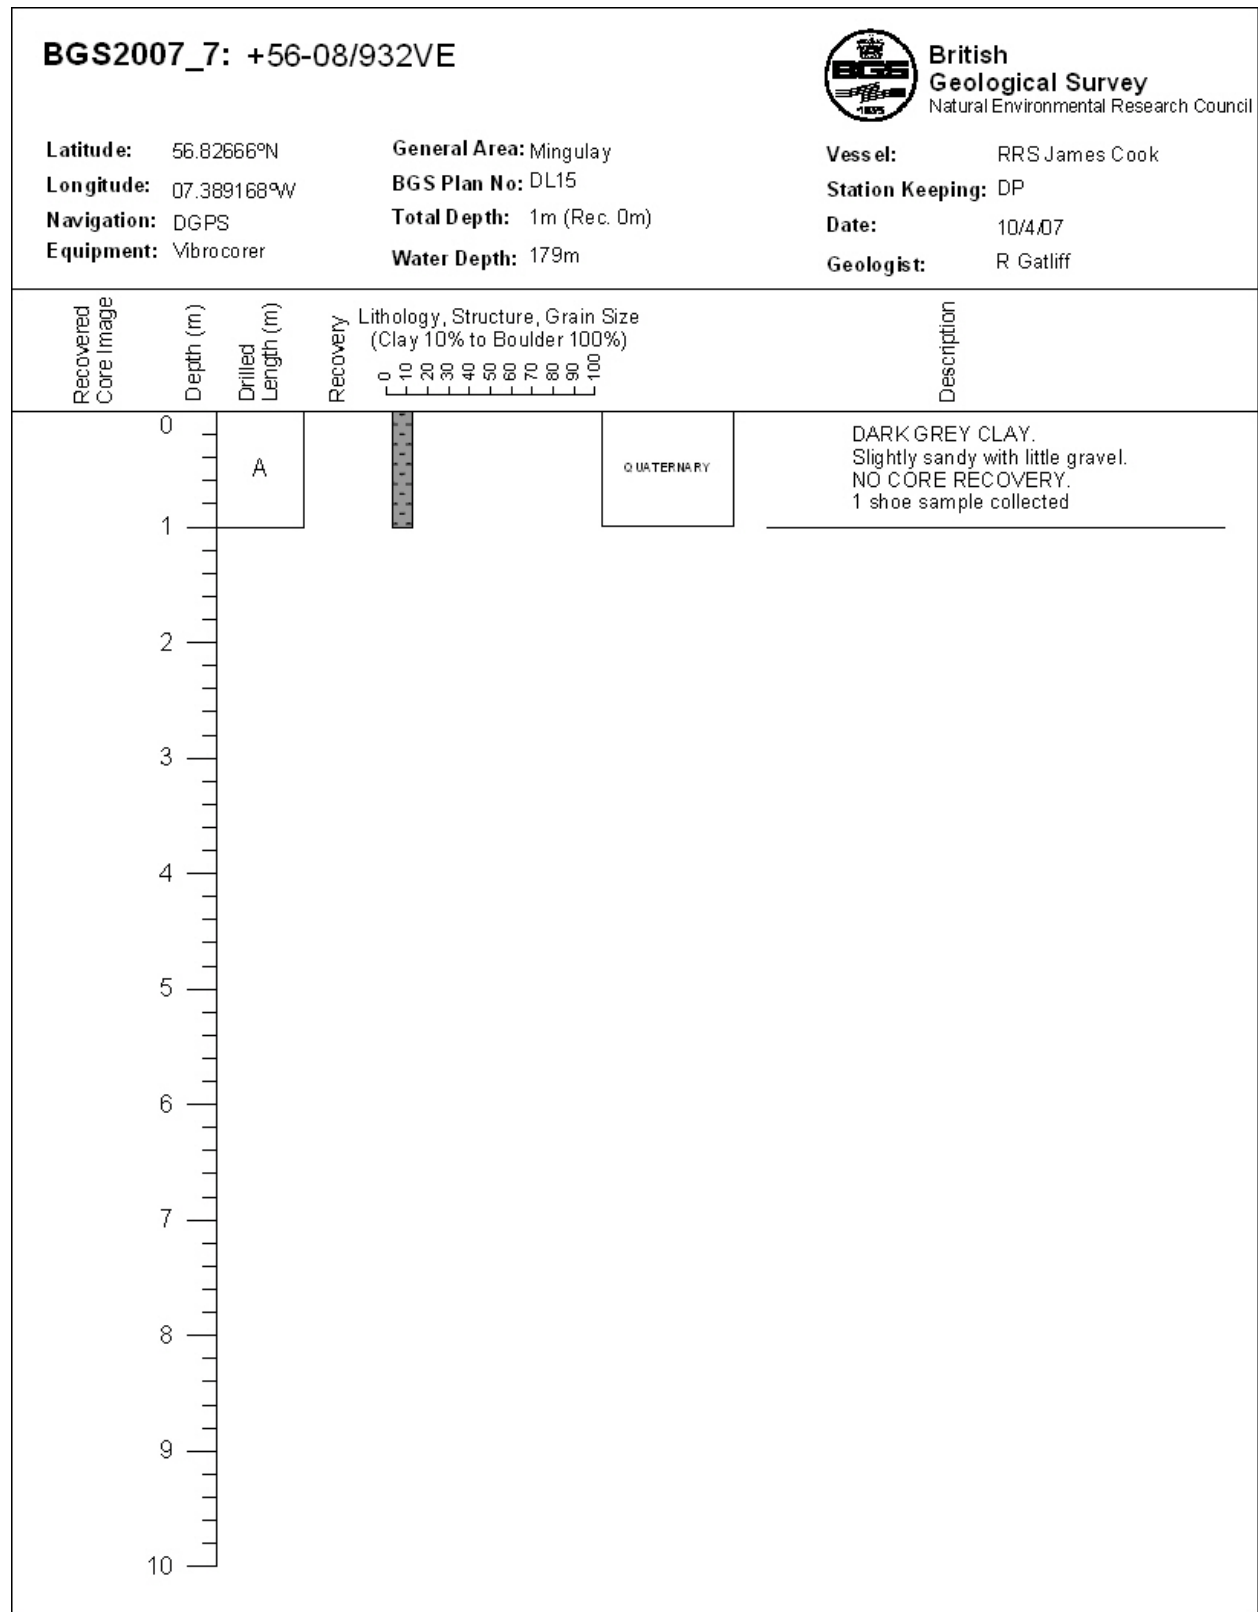 BGS2007_7: +56-08/932VE
British
Geological Survey
Natural Environmental Research Council
BGS
1835
Latitude: 56.82666ºN
Longitude: 07.389168ºW
Navigation: DGPS
Equipment: Vibrocorer
General Area: Mingulay
BGS Plan No: DL15
Total Depth: 1m (Rec. 0m)
Water Depth: 179m
Vessel: RRS James Cook
Station Keeping: DP
Date: 10/4/07
Geologist: R Gatliff
Recovered
Core Image
Depth (m)
Drilled
Length (m)
Recovery
Lithology, Structure, Grain Size
(Clay 10% to Boulder 100%)
0 10 20 30 40 50 60 70 80 90 100
Description
0
A
QUATERNARY
DARK GREY CLAY.
Slightly sandy with little gravel.
NO CORE RECOVERY.
1 shoe sample collected
1
2
3
4
5
6
7
8
9
10